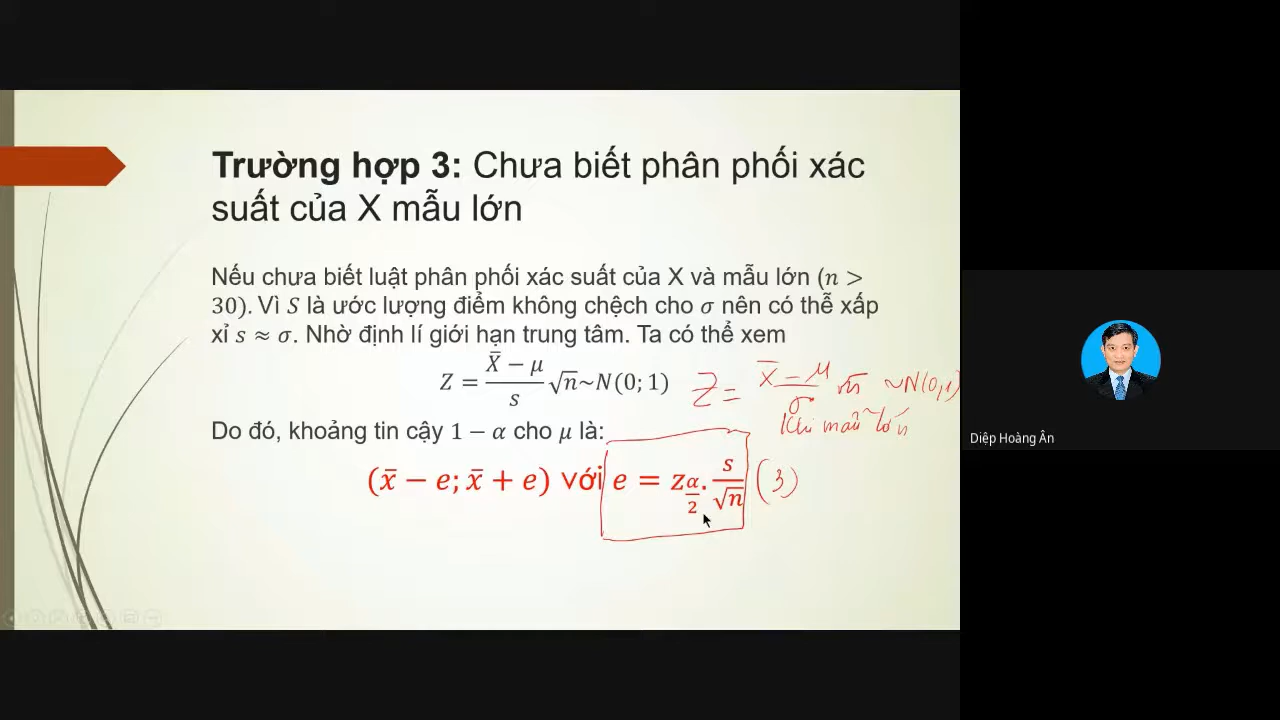 Trường hợp 3: Chưa biết phân phối xác
suất của X mẫu lớn
Nếu chưa biết luật phân phối xác suất của X và mẫu lớn (n >
30). Vì S là ước lượng điểm không chệch cho σ nên có thễ xấp
xỉ s ≈ σ. Nhờ định lí giới hạn trung tâm. Ta có thể xem
Z = (X̄ − μ)/s √n~N(0; 1)
Z = (X̄ − μ)/σ √n ~N(0,1)
Khi mẫu lớn
Do đó, khoảng tin cậy 1 − α cho μ là:
(x̄ − e; x̄ + e) với e = z_{α/2}. s/√n (3)
Diệp Hoàng Ân